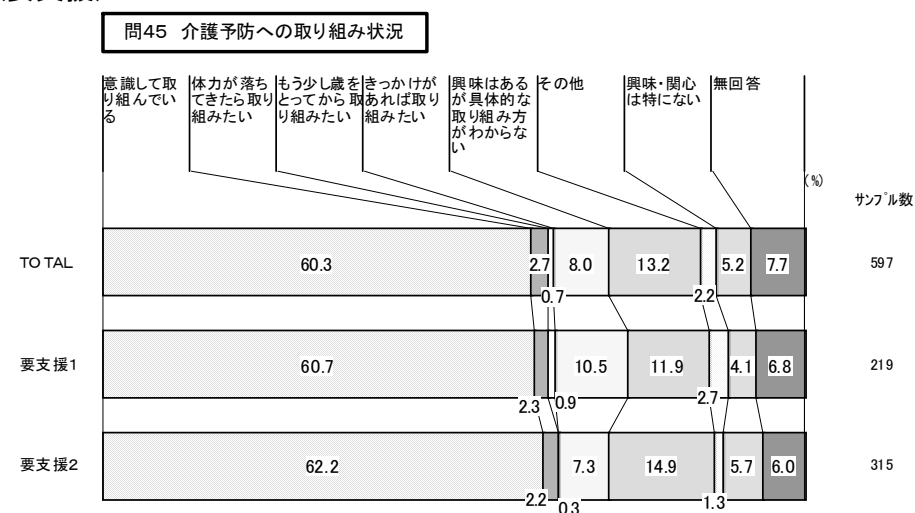 問45 介護予防への取り組み状況
意識して取り組んでいる
体力が落ちてきたら取り組みたい
もう少し歳をとってから取り組みたい
きっかけがあれば取り組みたい
興味はあるが具体的な取り組み方がわからない
その他
興味・関心は特にない
無回答
(%)
サンプル数
TOTAL
60.3
2.7
0.7
8.0
13.2
2.2
5.2
7.7
597
要支援1
60.7
2.3
0.9
10.5
11.9
2.7
4.1
6.8
219
要支援2
62.2
2.2
0.3
7.3
14.9
1.3
5.7
6.0
315